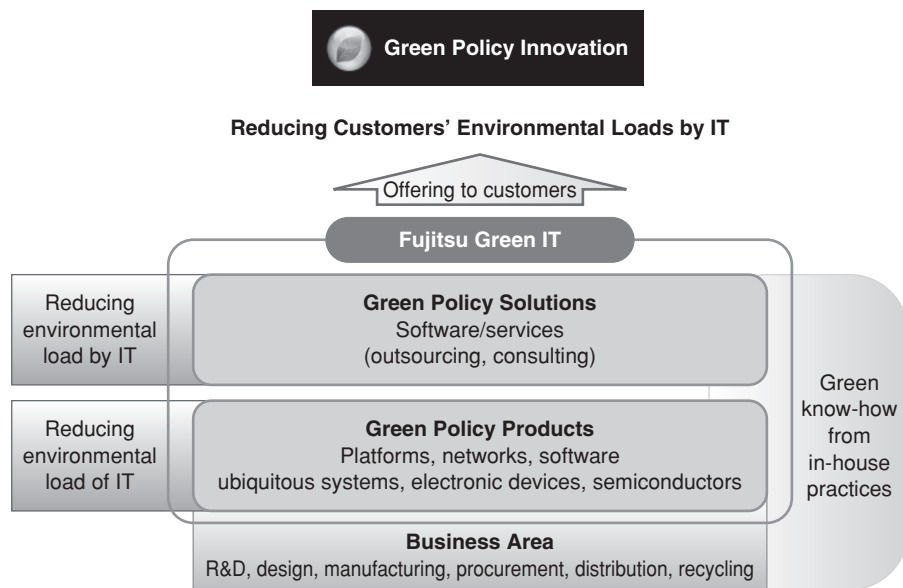 Green Policy Innovation
Reducing Customers’ Environmental Loads by IT
Offering to customers
Fujitsu Green IT
Reducing
environmental
load by IT
Green Policy Solutions
Software/services
(outsourcing, consulting)
Reducing
environmental
load of IT
Green Policy Products
Platforms, networks, software
ubiquitous systems, electronic devices, semiconductors
Green
know-how
from
in-house
practices
Business Area
R&D, design, manufacturing, procurement, distribution, recycling